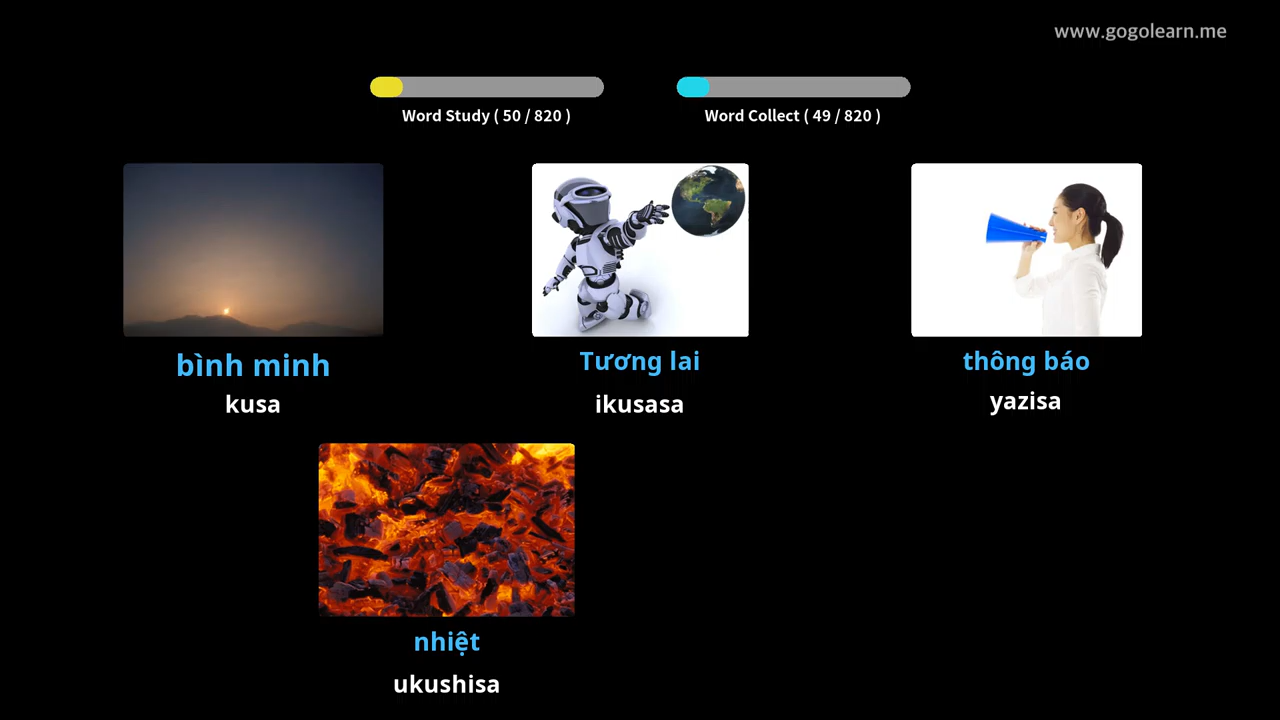 www.gogolearn.me
Word Study ( 50 / 820 )
Word Collect ( 49 / 820 )
bình minh
kusa
Tương lai
ikusasa
thông báo
yazisa
nhiệt
ukushisa